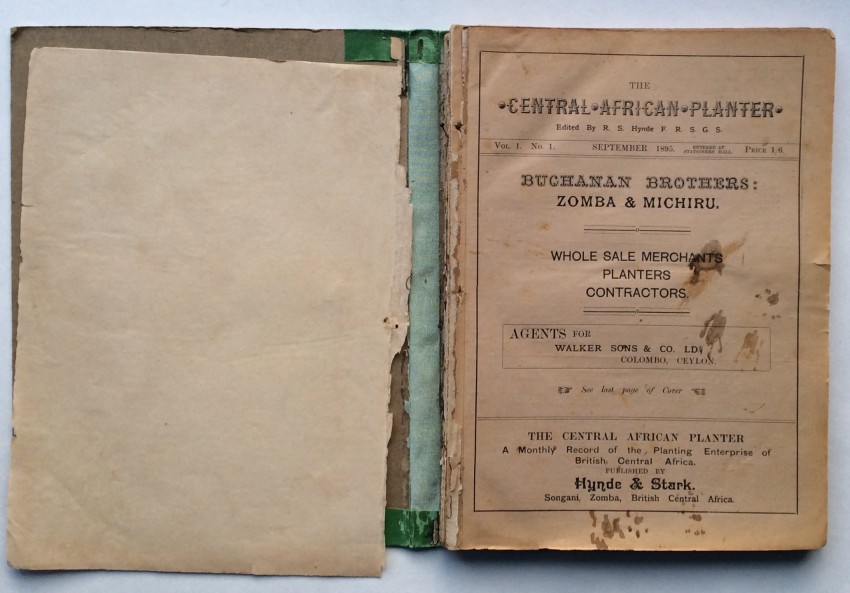 THE
CENTRAL•AFRICAN•PLANTER
Edited By R. S. Hynde F. R. S. G. S.
VOL. I. No. 1. SEPTEMBER 1895. ENTERED AT STATIONERS HALL. PRICE 1/6.
BUCHANAN BROTHERS:
ZOMBA & MICHIRU.
WHOLE SALE MERCHANTS
PLANTERS
CONTRACTORS.
AGENTS FOR
WALKER SONS & CO. LD.
COLOMBO, CEYLON.
See last page of Cover
THE CENTRAL AFRICAN PLANTER
A Monthly Record of the Planting Enterprise of
British Central Africa.
PUBLISHED BY
Hynde & Stark.
Songani, Zomba, British Central Africa.